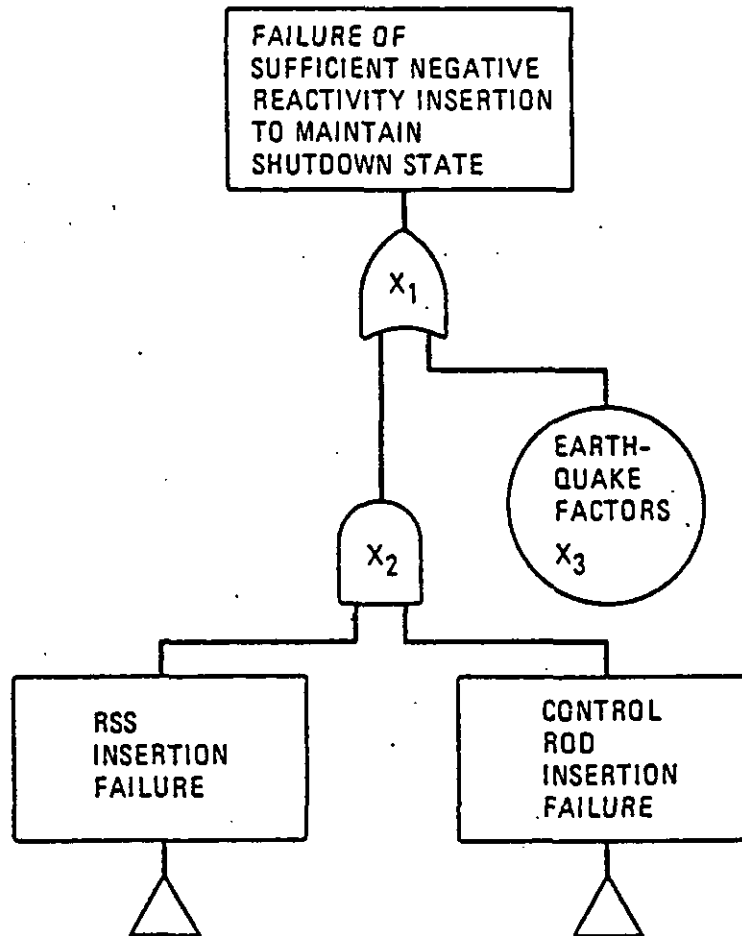 FAILURE OF
SUFFICIENT NEGATIVE
REACTIVITY INSERTION
TO MAINTAIN
SHUTDOWN STATE
X1
EARTH-
QUAKE
FACTORS
X3
X2
RSS
INSERTION
FAILURE
CONTROL
ROD
INSERTION
FAILURE